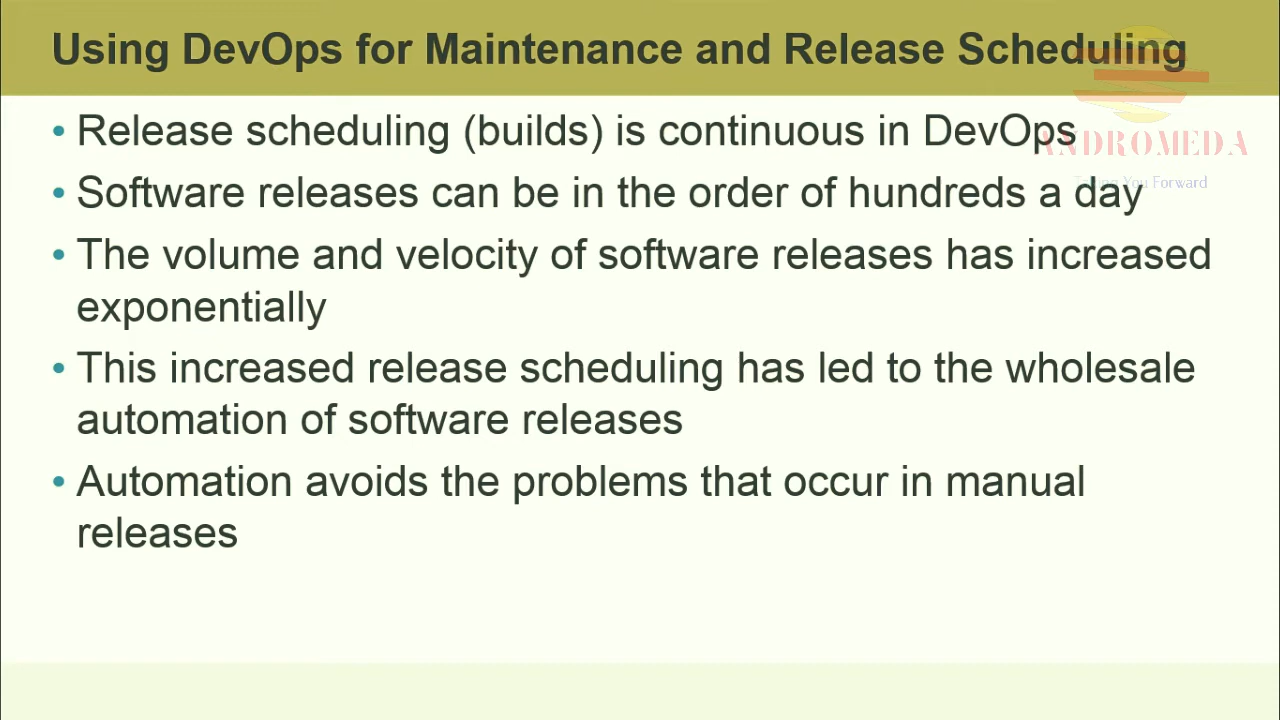 Using DevOps for Maintenance and Release Scheduling
• Release scheduling (builds) is continuous in DevOps
ANDROMEDA
• Software releases can be in the order of hundreds a day
Taking You Forward
• The volume and velocity of software releases has increased
exponentially
• This increased release scheduling has led to the wholesale
automation of software releases
• Automation avoids the problems that occur in manual
releases